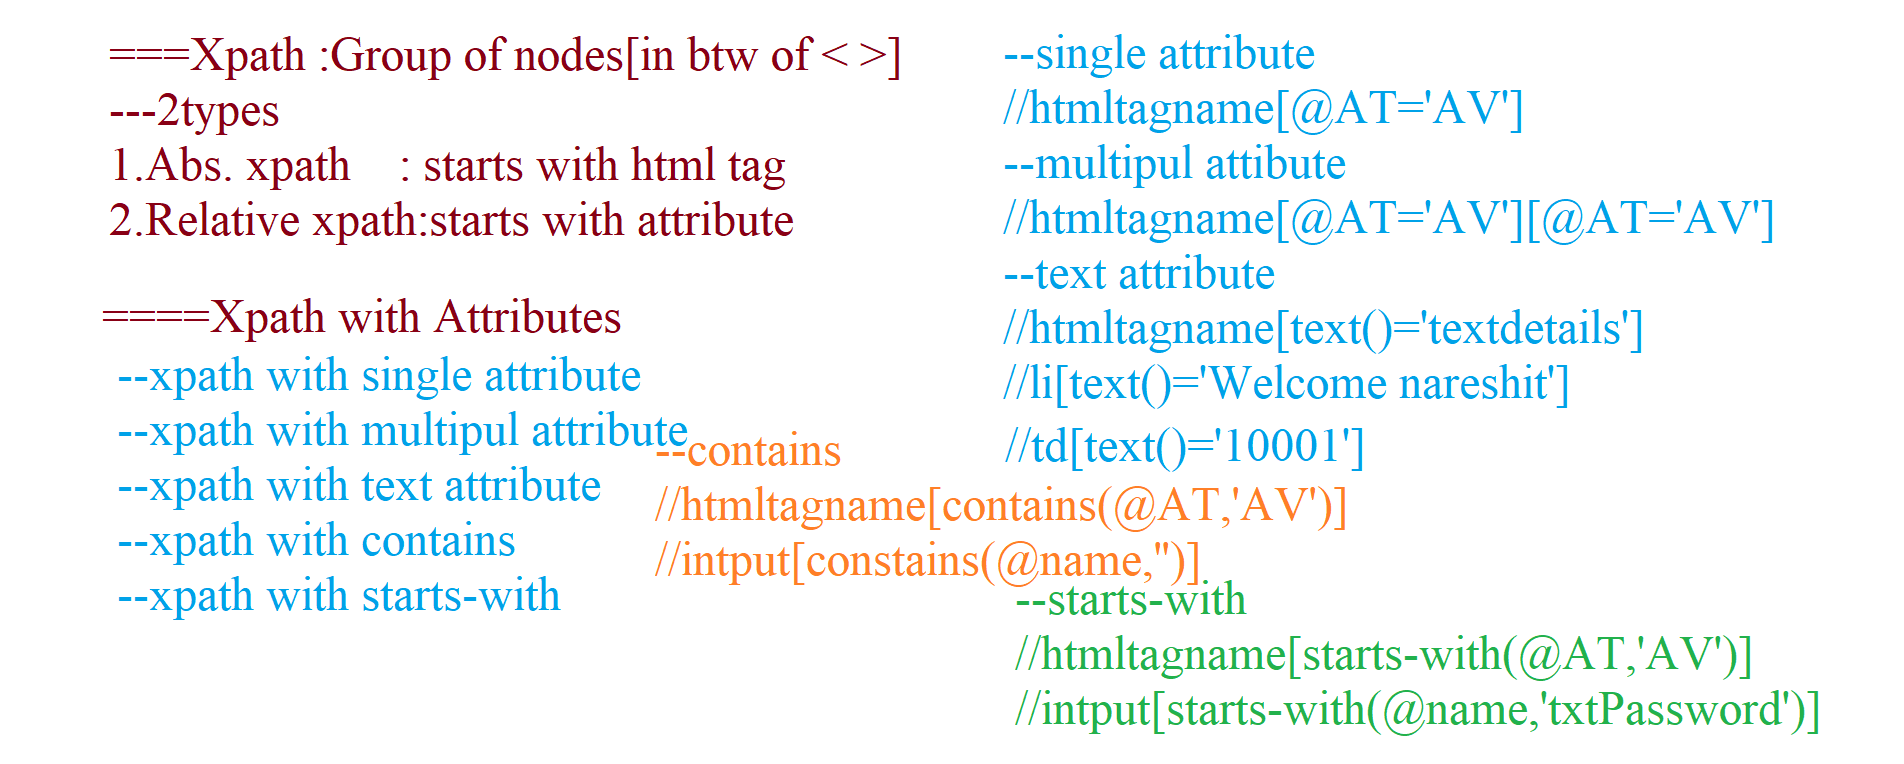 ===Xpath :Group of nodes[in btw of < >]
---2types
1.Abs. xpath    : starts with html tag
2.Relative xpath:starts with attribute
====Xpath with Attributes
--xpath with single attribute
--xpath with multipul attribute
--xpath with text attribute
--xpath with contains
--xpath with starts-with
--contains
//htmltagname[contains(@AT,'AV')]
//intput[constains(@name,'')]
--single attribute
//htmltagname[@AT='AV']
--multipul attibute
//htmltagname[@AT='AV'][@AT='AV']
--text attribute
//htmltagname[text()='textdetails']
//li[text()='Welcome nareshit']
//td[text()='10001']
--starts-with
//htmltagname[starts-with(@AT,'AV')]
//intput[starts-with(@name,'txtPassword')]